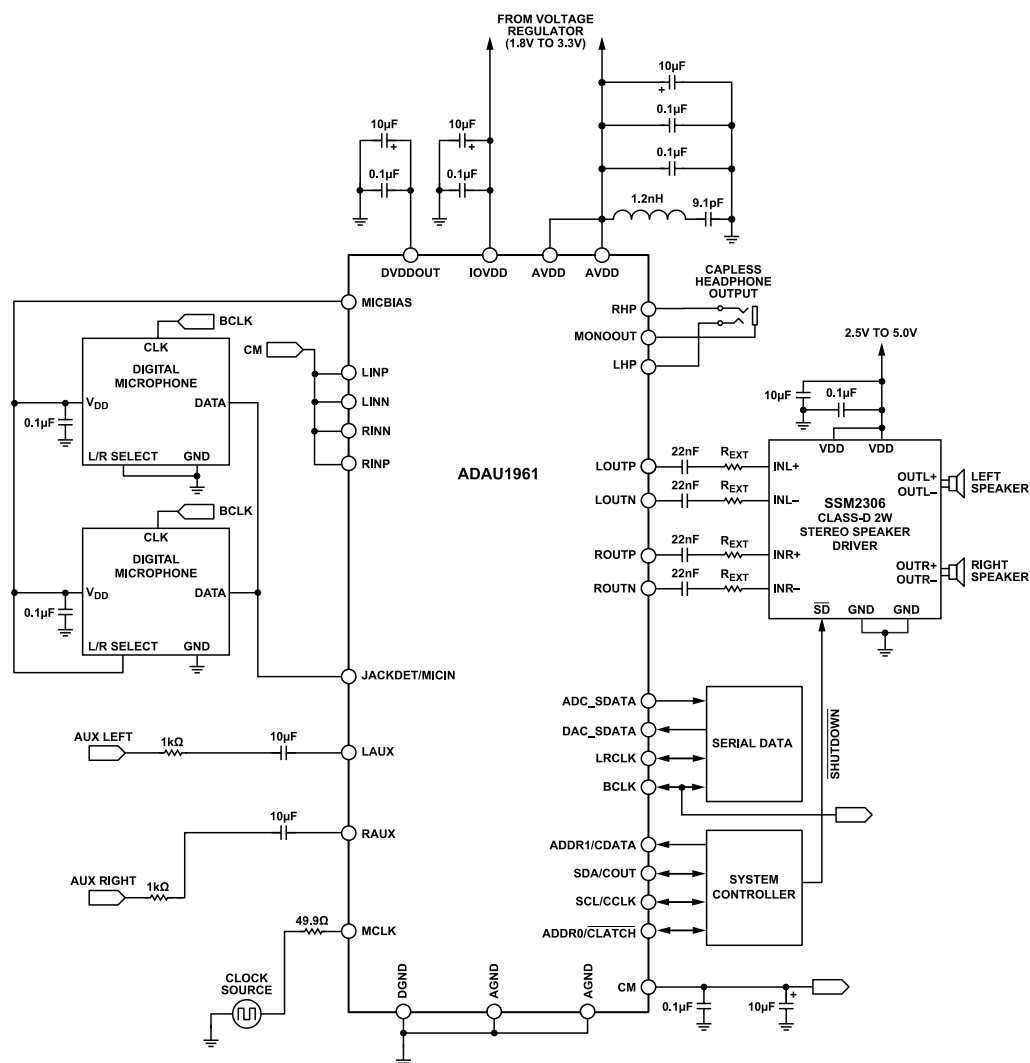 FROM VOLTAGE
REGULATOR
(1.8V TO 3.3V)
10µF
0.1µF
0.1µF
1.2nH
9.1pF
10µF
0.1µF
10µF
0.1µF
DVDDOUT
IOVDD
AVDD
AVDD
MICBIAS
BCLK
CLK
DIGITAL
MICROPHONE
VDD
DATA
0.1µF
L/R SELECT
GND
BCLK
CLK
DIGITAL
MICROPHONE
VDD
DATA
0.1µF
L/R SELECT
GND
CM
LINP
LINN
RINN
RINP
ADAU1961
JACKDET/MICIN
AUX LEFT
1kΩ
10µF
LAUX
10µF
RAUX
AUX RIGHT
1kΩ
49.9Ω
MCLK
CLOCK
SOURCE
DGND
AGND
AGND
CAPLESS
HEADPHONE
OUTPUT
RHP
MONOOUT
LHP
2.5V TO 5.0V
10µF
0.1µF
VDD
VDD
LOUTP
22nF
REXT
INL+
LOUTN
22nF
REXT
INL–
ROUTP
22nF
REXT
INR+
ROUTN
22nF
REXT
INR–
SSM2306
CLASS-D 2W
STEREO SPEAKER
DRIVER
OUTL+
OUTL–
LEFT
SPEAKER
OUTR+
OUTR–
RIGHT
SPEAKER
SD
GND
GND
SHUTDOWN
ADC_SDATA
DAC_SDATA
LRCLK
BCLK
SERIAL DATA
ADDR1/CDATA
SDA/COUT
SCL/CCLK
ADDR0/CLATCH
SYSTEM
CONTROLLER
CM
0.1µF
10µF